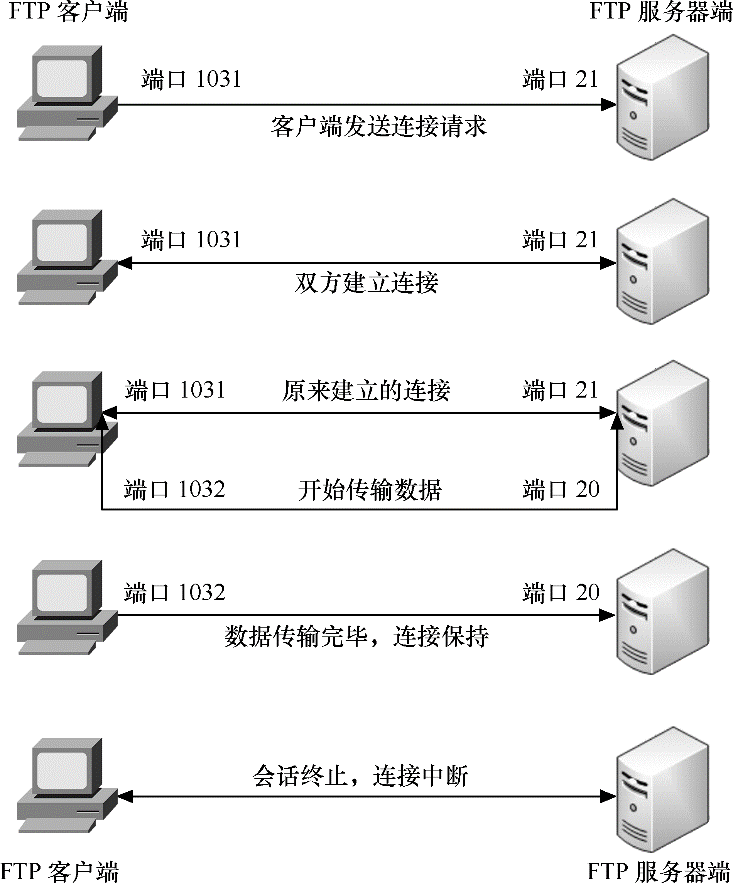 FTP 客户端 FTP 服务器端
端口 1031 端口 21
客户端发送连接请求
端口 1031 端口 21
双方建立连接
端口 1031 原来建立的连接 端口 21
端口 1032 开始传输数据 端口 20
端口 1032 端口 20
数据传输完毕，连接保持
会话终止，连接中断
FTP 客户端 FTP 服务器端